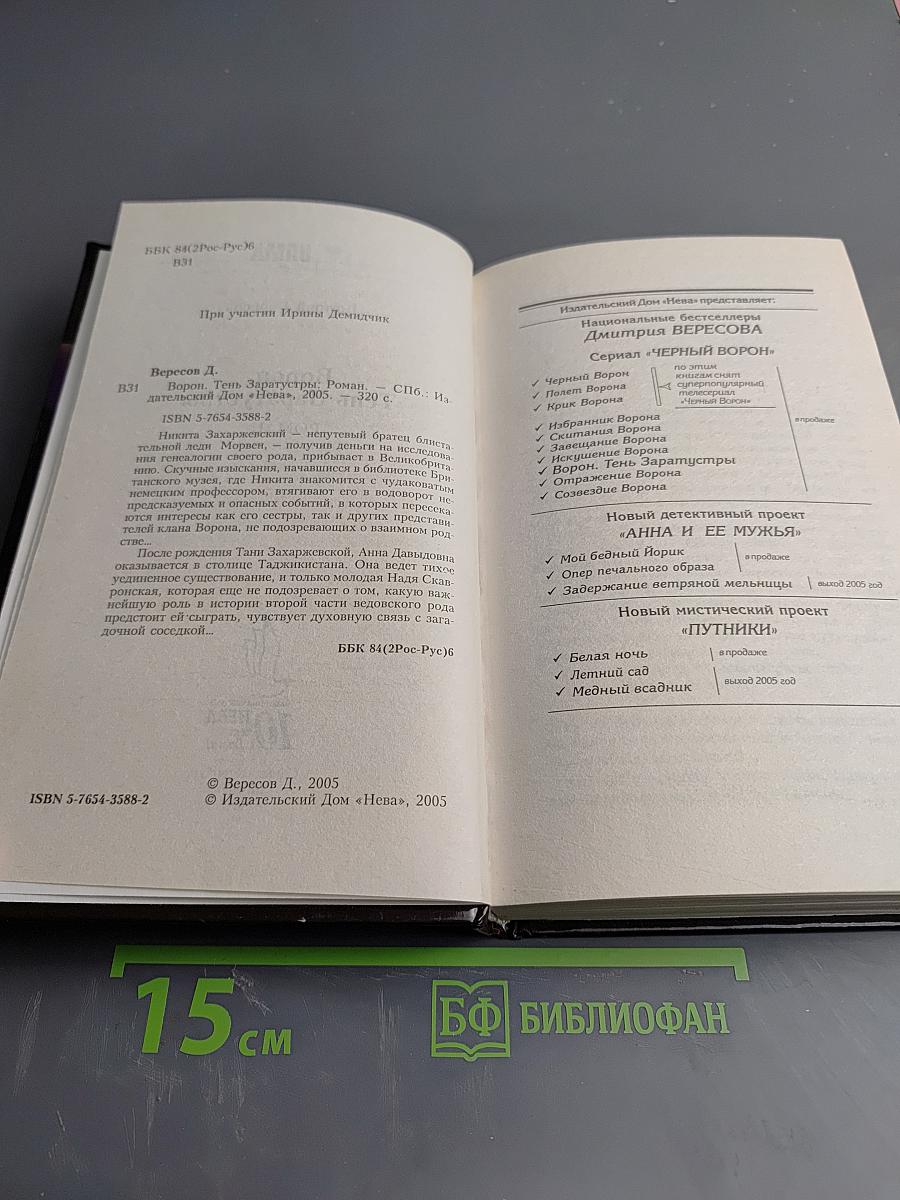 ББК 84(2Рос-Рус)6
В31
При участии Ирины Демидчик
Вересов Д.
В31 Ворон. Тень Заратустры: Роман. — СПб.: Из-
дательский Дом «Нева», 2005. — 320 с.
ISBN 5-7654-3588-2
Никита Захаржевский — непутевый братец блиста-
тельной леди Морвен, — получив деньги на исследова-
ния генеалогии своего рода, прибывает в Великобрита-
нию. Скучные изыскания, начавшиеся в библиотеке Бри-
танского музея, где Никита знакомится с чудаковатым
немецким профессором, втягивают его в водоворот не-
предсказуемых и опасных событий, в которых пересека-
ются интересы как его сестры, так и других представи-
телей клана Ворона, не подозревающих о взаимном род-
стве...
После рождения Тани Захаржевской, Анна Давыдовна
оказывается в столице Таджикистана. Она ведет тихое
уединенное существование, и только молодая Надя Скав-
ронская, которая еще не подозревает о том, какую важ-
нейшую роль в истории второй части ведовского рода
предстоит ей сыграть, чувствует духовную связь с зага-
дочной соседкой...
ББК 84(2Рос-Рус)6
© Вересов Д., 2005
ISBN 5-7654-3588-2 © Издательский Дом «Нева», 2005
Издательский Дом «Нева» представляет:
Национальные бестселлеры
Дмитрия ВЕРЕСОВА
Сериал «ЧЕРНЫЙ ВОРОН»
✓ Черный Ворон
✓ Полет Ворона
✓ Крик Ворона
по этим
книгам снят
суперпопулярный
телесериал
«Черный Ворон»
✓ Избранник Ворона
✓ Скитания Ворона
✓ Завещание Ворона
✓ Искушение Ворона
✓ Ворон. Тень Заратустры
✓ Отражение Ворона
✓ Созвездие Ворона
в продаже
Новый детективный проект
«АННА И ЕЕ МУЖЬЯ»
✓ Мой бедный Йорик
✓ Опер печального образа
в продаже
✓ Задержание ветряной мельницы выход 2005 год
Новый мистический проект
«ПУТНИКИ»
✓ Белая ночь в продаже
✓ Летний сад
✓ Медный всадник
выход 2005 год
15 см
БФ БИБЛИОФАН